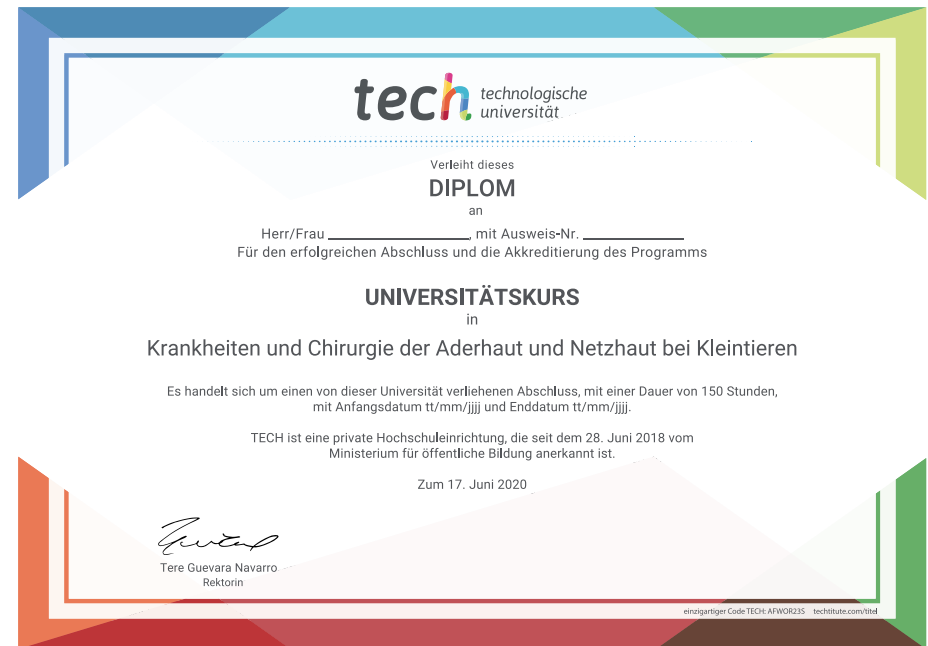 tech technologische
universität
Verleiht dieses
DIPLOM
an
Herr/Frau ____________, mit Ausweis-Nr. ____________
Für den erfolgreichen Abschluss und die Akkreditierung des Programms
UNIVERSITÄTSKURS
in
Krankheiten und Chirurgie der Aderhaut und Netzhaut bei Kleintieren
Es handelt sich um einen von dieser Universität verliehenen Abschluss, mit einer Dauer von 150 Stunden,
mit Anfangsdatum tt/mm/jjjj und Enddatum tt/mm/jjjj.
TECH ist eine private Hochschuleinrichtung, die seit dem 28. Juni 2018 vom
Ministerium für öffentliche Bildung anerkannt ist.
Zum 17. Juni 2020
Tere Guevara Navarro
Rektorin
einzigartiger Code TECH: AFWOR23S techtitute.com/titel